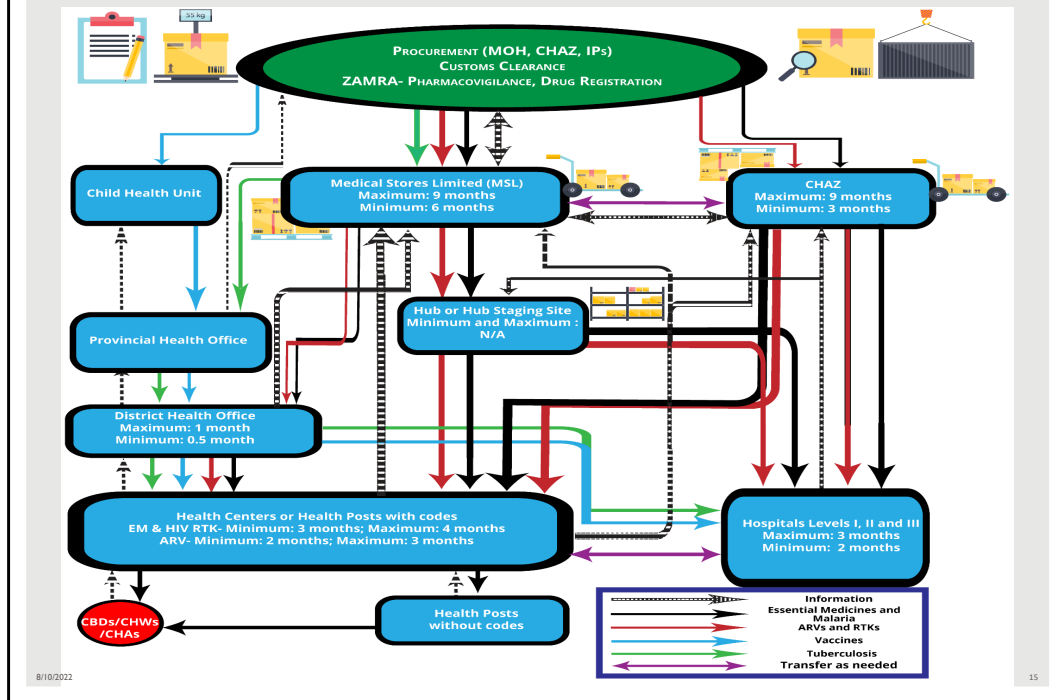 55 kg
PROCUREMENT (MOH, CHAZ, IPS)
CUSTOMS CLEARANCE
ZAMRA- PHARMACOVIGILANCE, DRUG REGISTRATION
Child Health Unit
Medical Stores Limited (MSL)
Maximum: 9 months
Minimum: 6 months
CHAZ
Maximum: 9 months
Minimum: 3 months
Provincial Health Office
Hub or Hub Staging Site
Minimum and Maximum :
N/A
District Health Office
Maximum: 1 month
Minimum: 0.5 month
Health Centers or Health Posts with codes
EM & HIV RTK- Minimum: 3 months; Maximum: 4 months
ARV- Minimum: 2 months; Maximum: 3 months
Hospitals Levels I, II and III
Maximum: 3 months
Minimum: 2 months
CBDs/CHWs
/CHAs
Health Posts
without codes
Information
Essential Medicines and
Malaria
ARVs and RTKs
Vaccines
Tuberculosis
Transfer as needed
8/10/2022
15